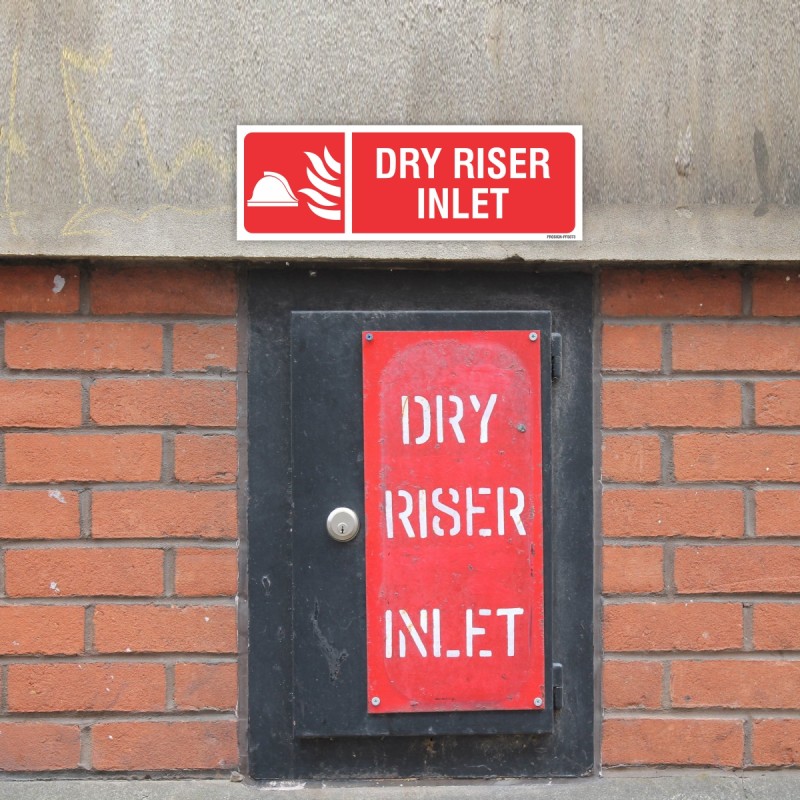 DRY RISER
INLET
DRY
RISER
INLET